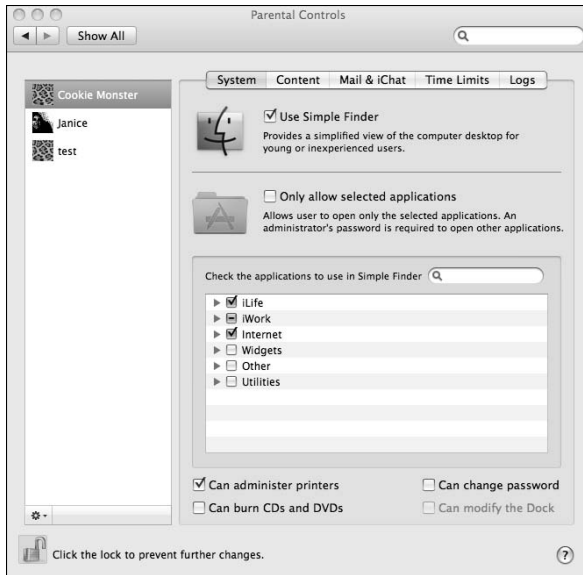 Parental Controls
Show All
Cookie Monster
Janice
test
System Content Mail & iChat Time Limits Logs
Use Simple Finder
Provides a simplified view of the computer desktop for
young or inexperienced users.
Only allow selected applications
Allows user to open only the selected applications. An
administrator's password is required to open other applications.
Check the applications to use in Simple Finder
iLife
iWork
Internet
Widgets
Other
Utilities
Can administer printers
Can change password
Can burn CDs and DVDs
Can modify the Dock
Click the lock to prevent further changes.
?